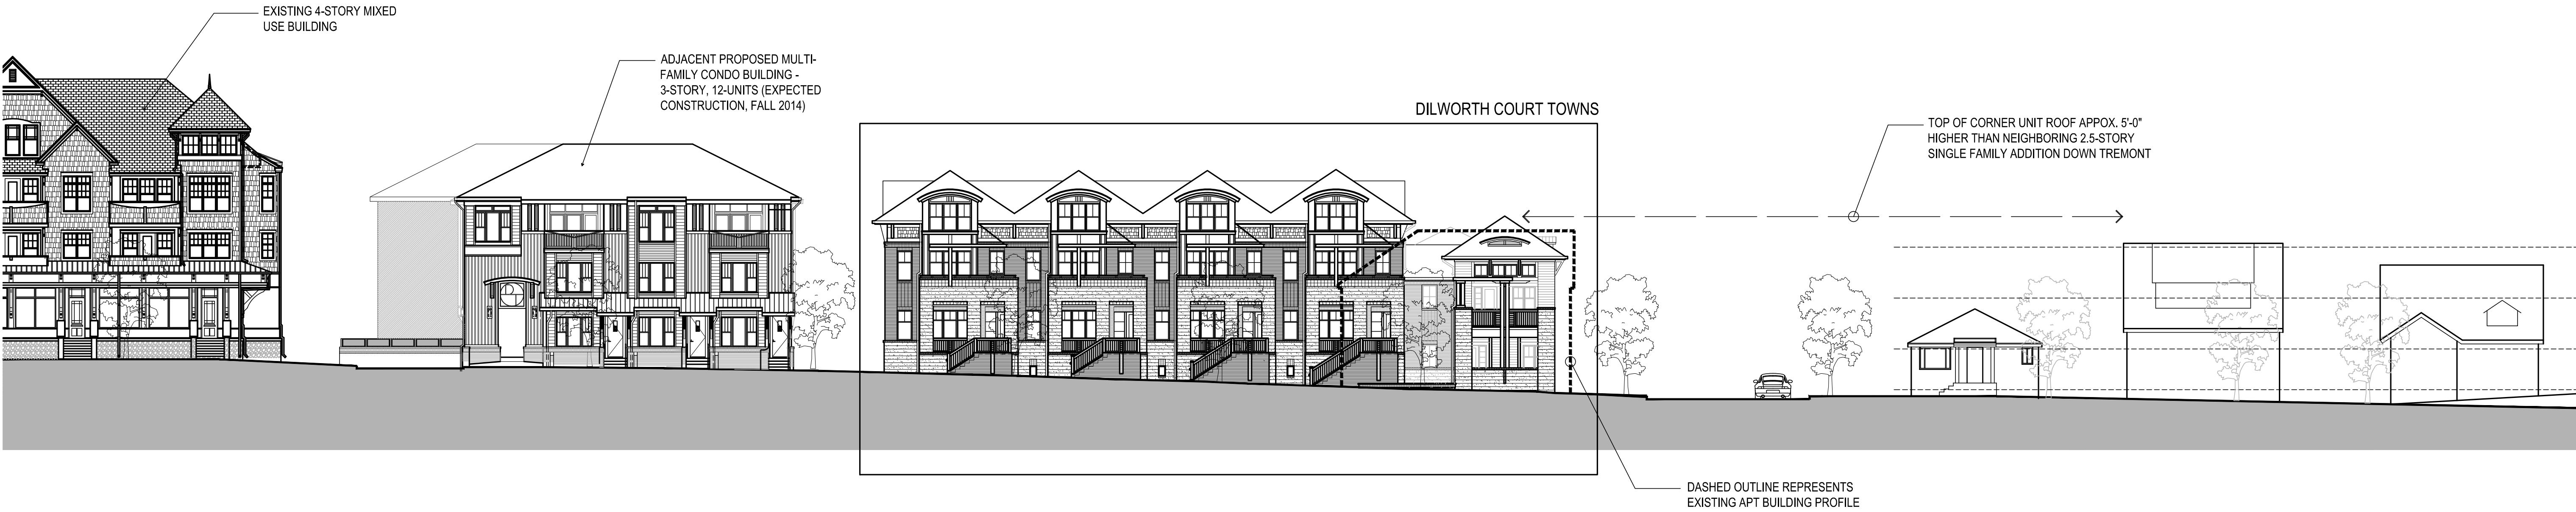 EXISTING 4-STORY MIXED
USE BUILDING
ADJACENT PROPOSED MULTI-
FAMILY CONDO BUILDING -
3-STORY, 12-UNITS (EXPECTED
CONSTRUCTION, FALL 2014)
DILWORTH COURT TOWNS
TOP OF CORNER UNIT ROOF APPOX. 5'-0"
HIGHER THAN NEIGHBORING 2.5-STORY
SINGLE FAMILY ADDITION DOWN TREMONT
DASHED OUTLINE REPRESENTS
EXISTING APT BUILDING PROFILE